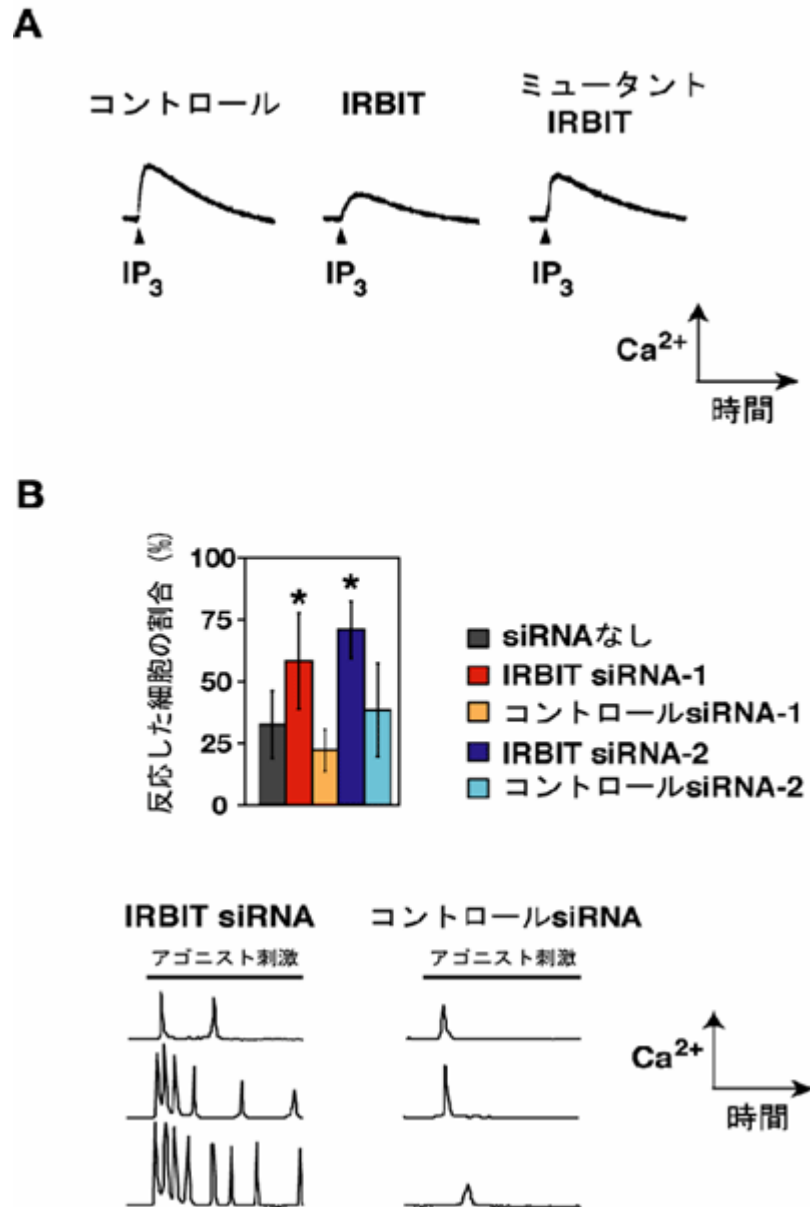 A
コントロール
IRBIT
ミュータント
IRBIT
IP3
IP3
IP3
Ca2+
時間
B
反応した細胞の割合 (%)
100
75
50
25
0
*
*
siRNAなし
IRBIT siRNA-1
コントロールsiRNA-1
IRBIT siRNA-2
コントロールsiRNA-2
IRBIT siRNA
アゴニスト刺激
コントロールsiRNA
アゴニスト刺激
Ca2+
時間